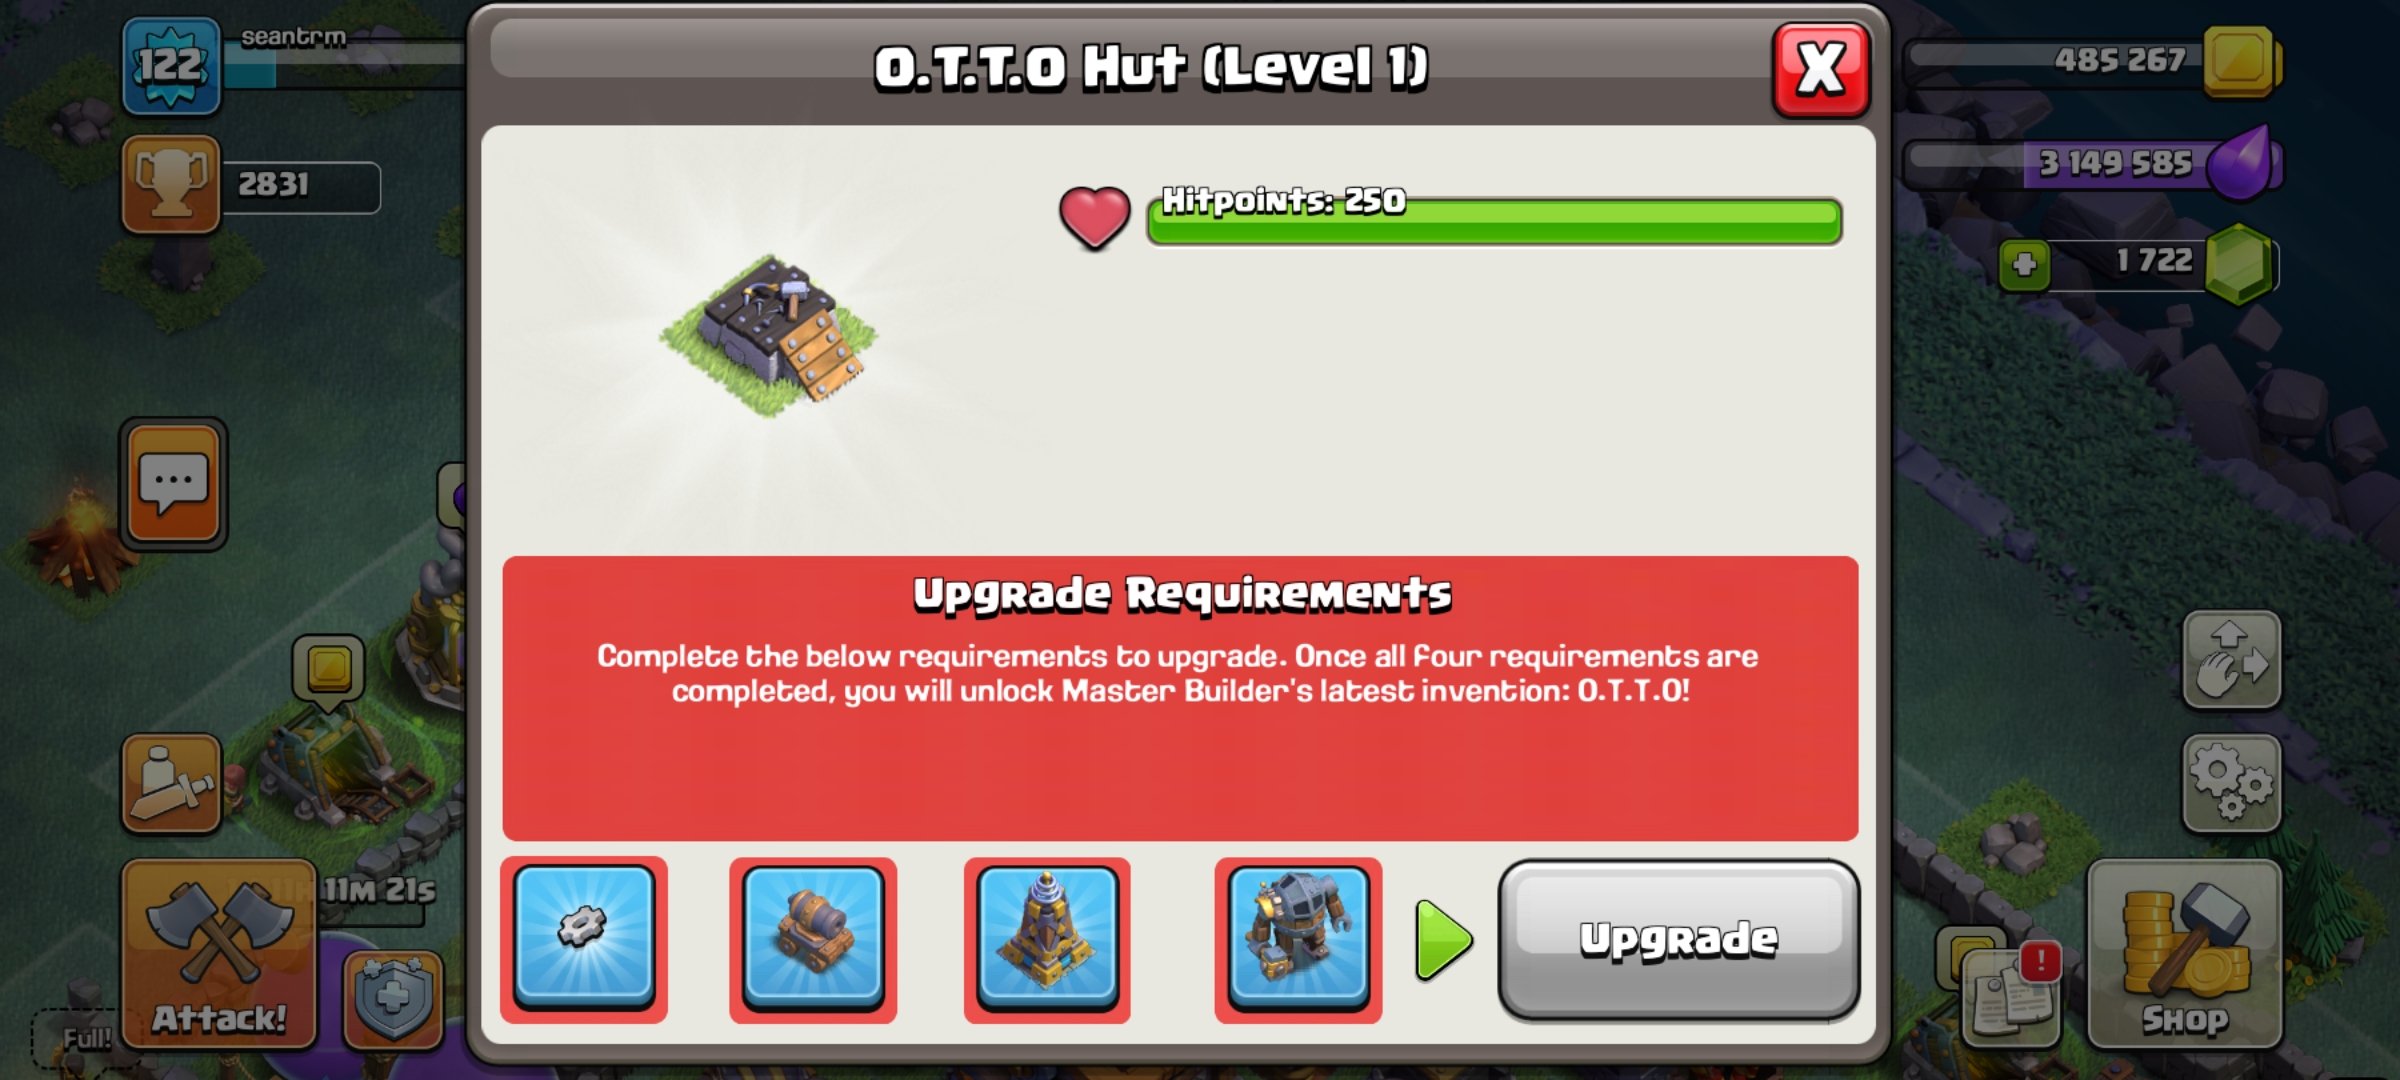 122
seantrm
O.T.T.O Hut (Level 1)
X
485 267
2831
Hitpoints: 250
3 149 585
1 722
Upgrade Requirements
Complete the below requirements to upgrade. Once all four requirements are
completed, you will unlock Master Builder's latest invention: O.T.T.O!
11M 21s
Upgrade
Attack!
Full!
!
Shop